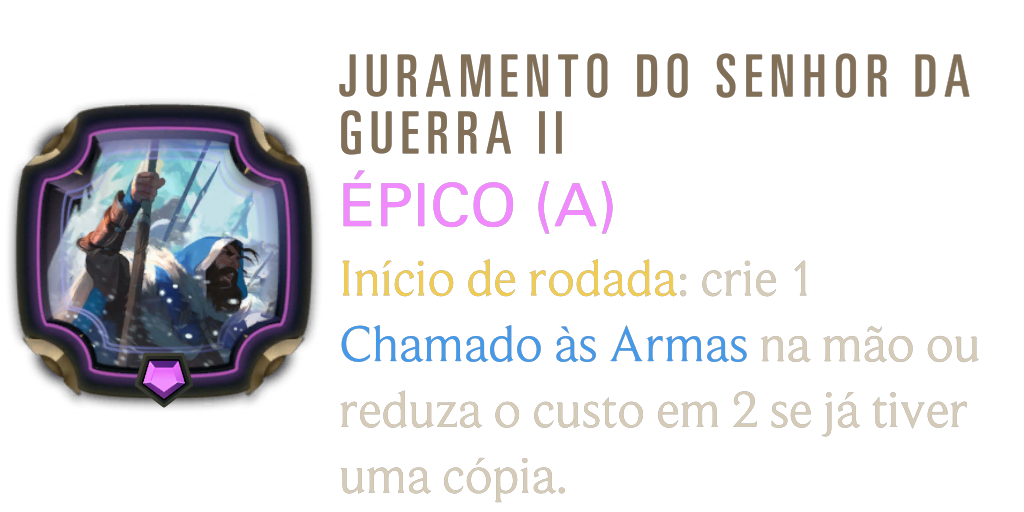 JURAMENTO DO SENHOR DA
GUERRA II
ÉPICO (A)
Início de rodada: crie 1
Chamado às Armas na mão ou
reduza o custo em 2 se já tiver
uma cópia.